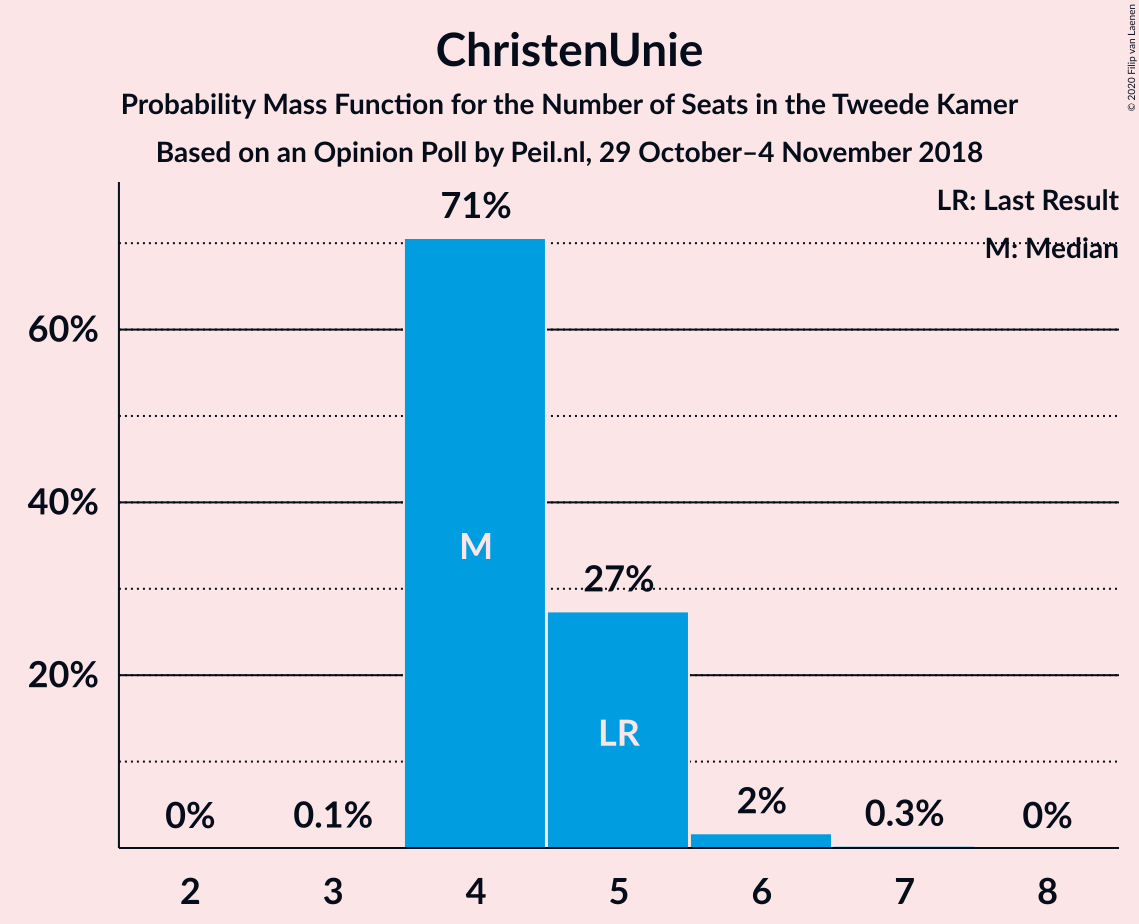 ChristenUnie
Probability Mass Function for the Number of Seats in the Tweede Kamer
Based on an Opinion Poll by Peil.nl, 29 October–4 November 2018
© 2020 Filip van Laenen
LR: Last Result
M: Median
71%
60%
40%
M
27%
20%
LR
0%
0.1%
2%
0.3%
0%
2
3
4
5
6
7
8